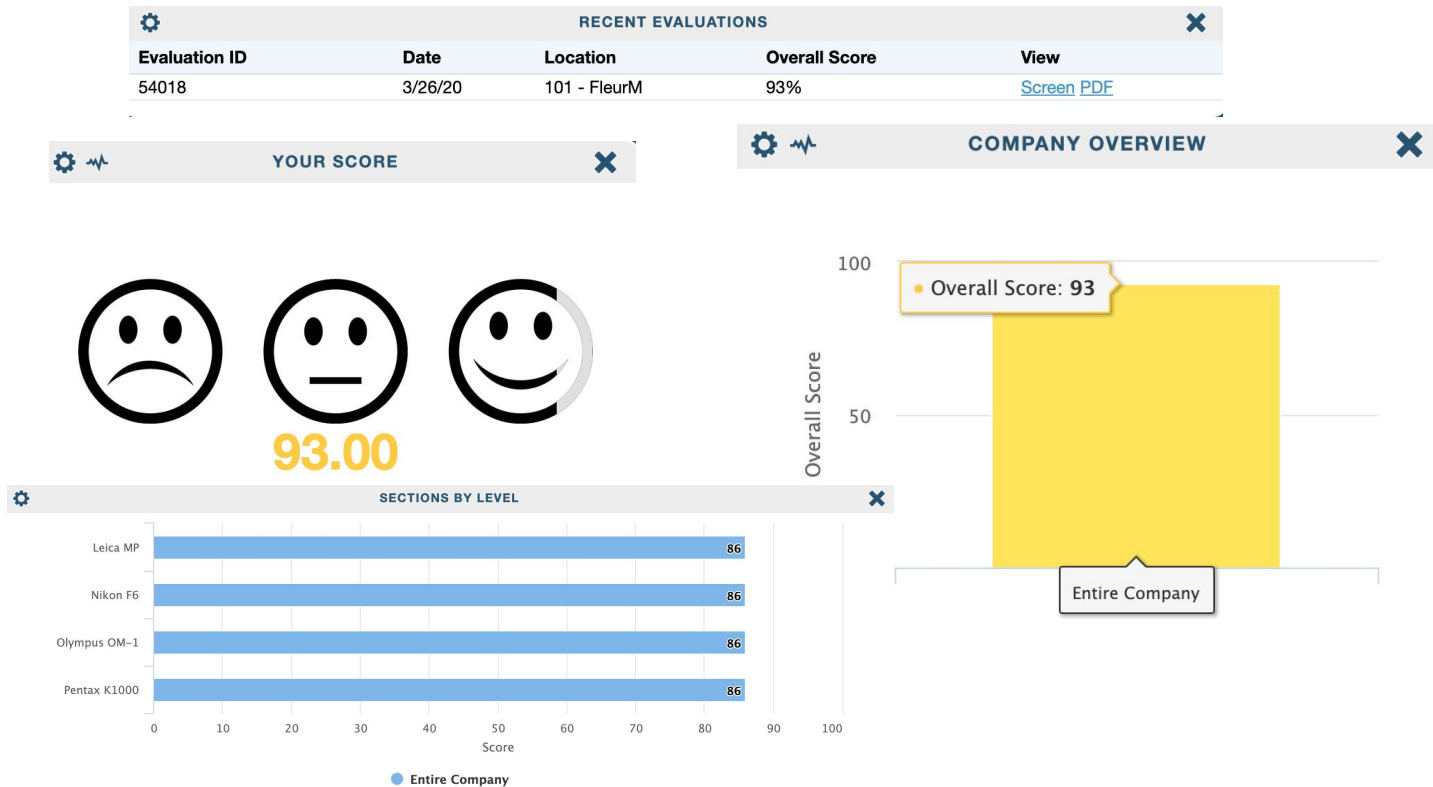 RECENT EVALUATIONS
Evaluation ID Date Location Overall Score View
54018 3/26/20 101 - FleurM 93% Screen PDF
YOUR SCORE
93.00
COMPANY OVERVIEW
100
Overall Score: 93
50
Overall Score
Entire Company
SECTIONS BY LEVEL
Leica MP 86
Nikon F6 86
Olympus OM-1 86
Pentax K1000 86
0 10 20 30 40 50 60 70 80 90 100
Score
Entire Company